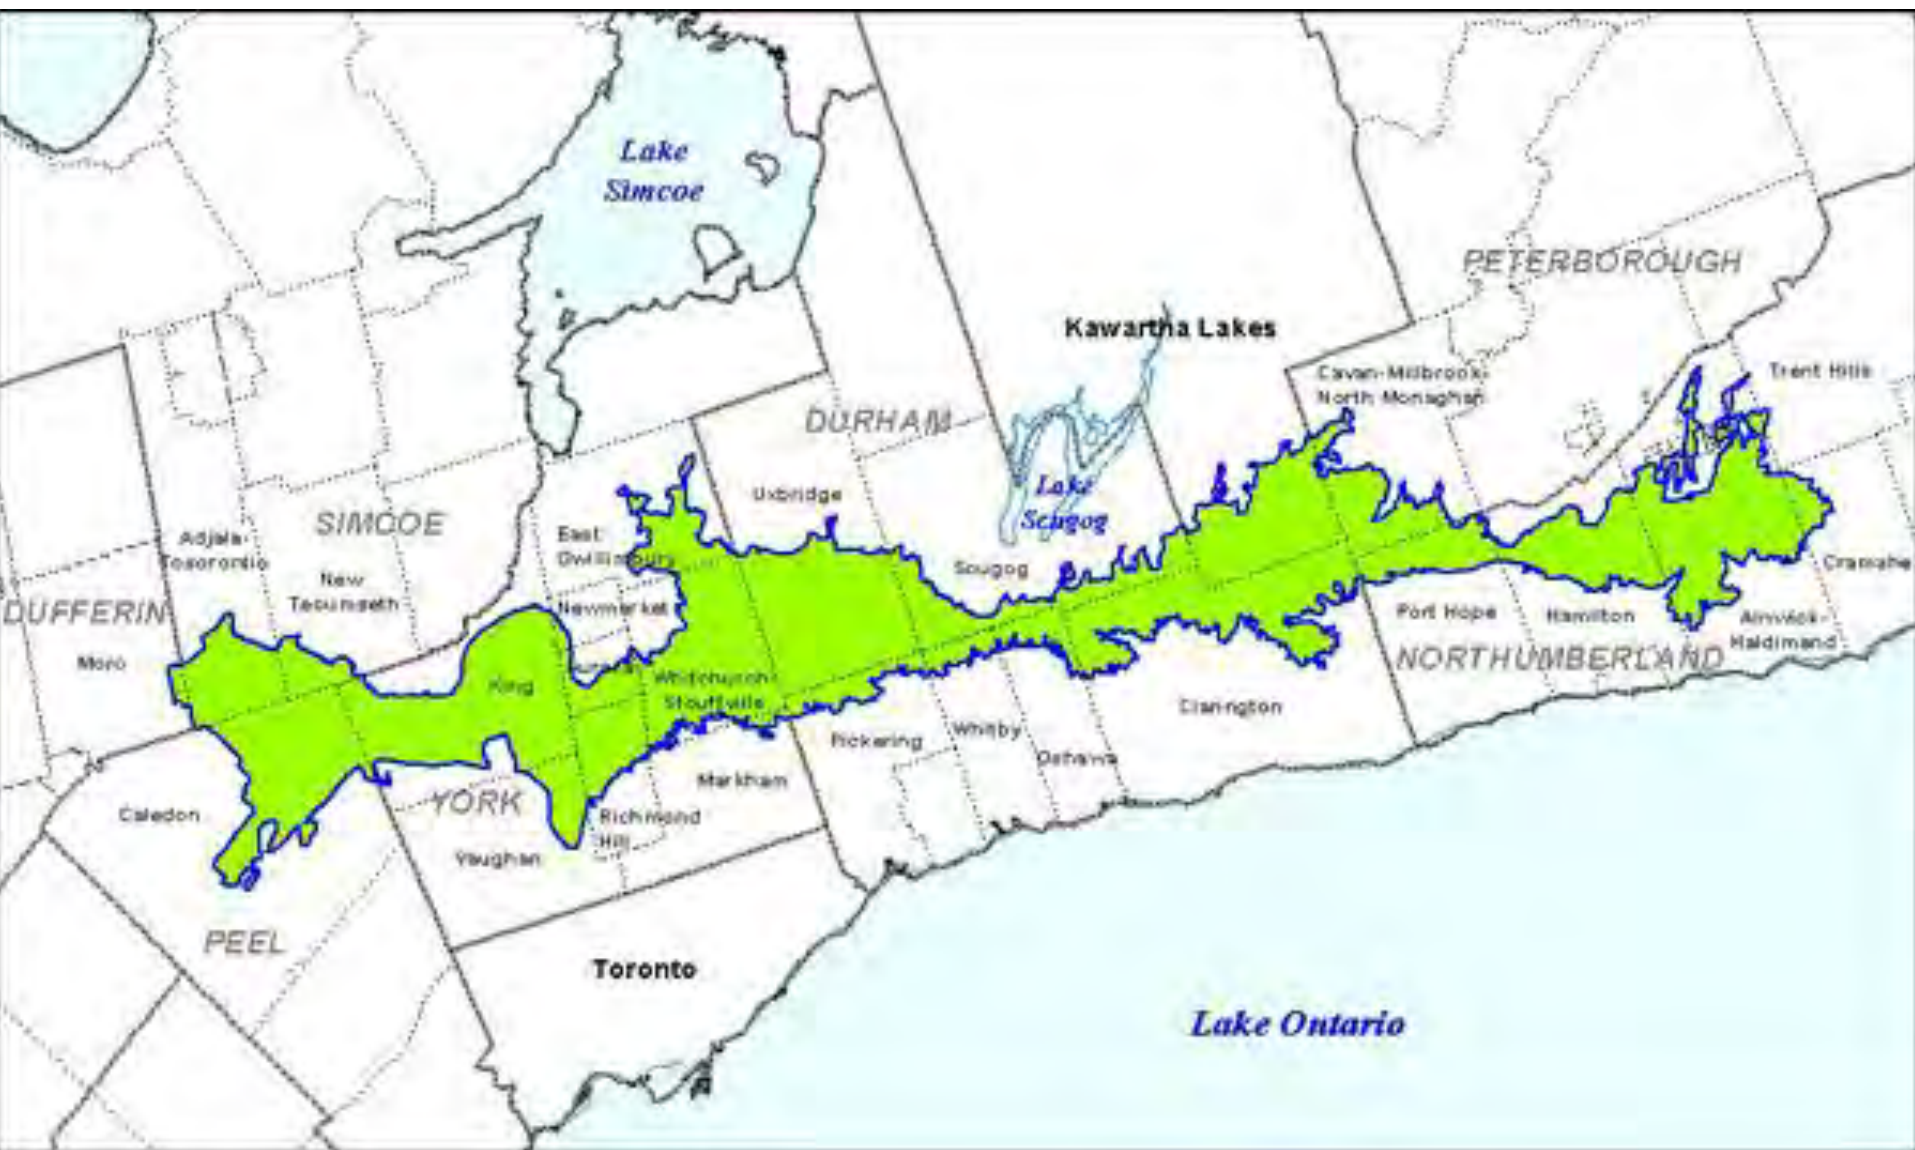 Lake
Simcoe
PETERBOROUGH
Kawartha Lakes
Cavan-Millbrook-
North Monaghan
Trent Hills
DURHAM
Uxbridge
Lake
Scugog
SIMCOE
Adjala-
Tosorontio
New
Tecumseth
East
Gwillimbury
Scugog
Cramahe
DUFFERIN
Newmarket
Port Hope
Hamilton
Alnwick-
Haldimand
Mono
NORTHUMBERLAND
King
Whitchurch-
Stouffville
Clarington
Whitby
Pickering
Oshawa
Markham
YORK
Caledon
Richmond
Hill
Vaughan
PEEL
Toronto
Lake Ontario